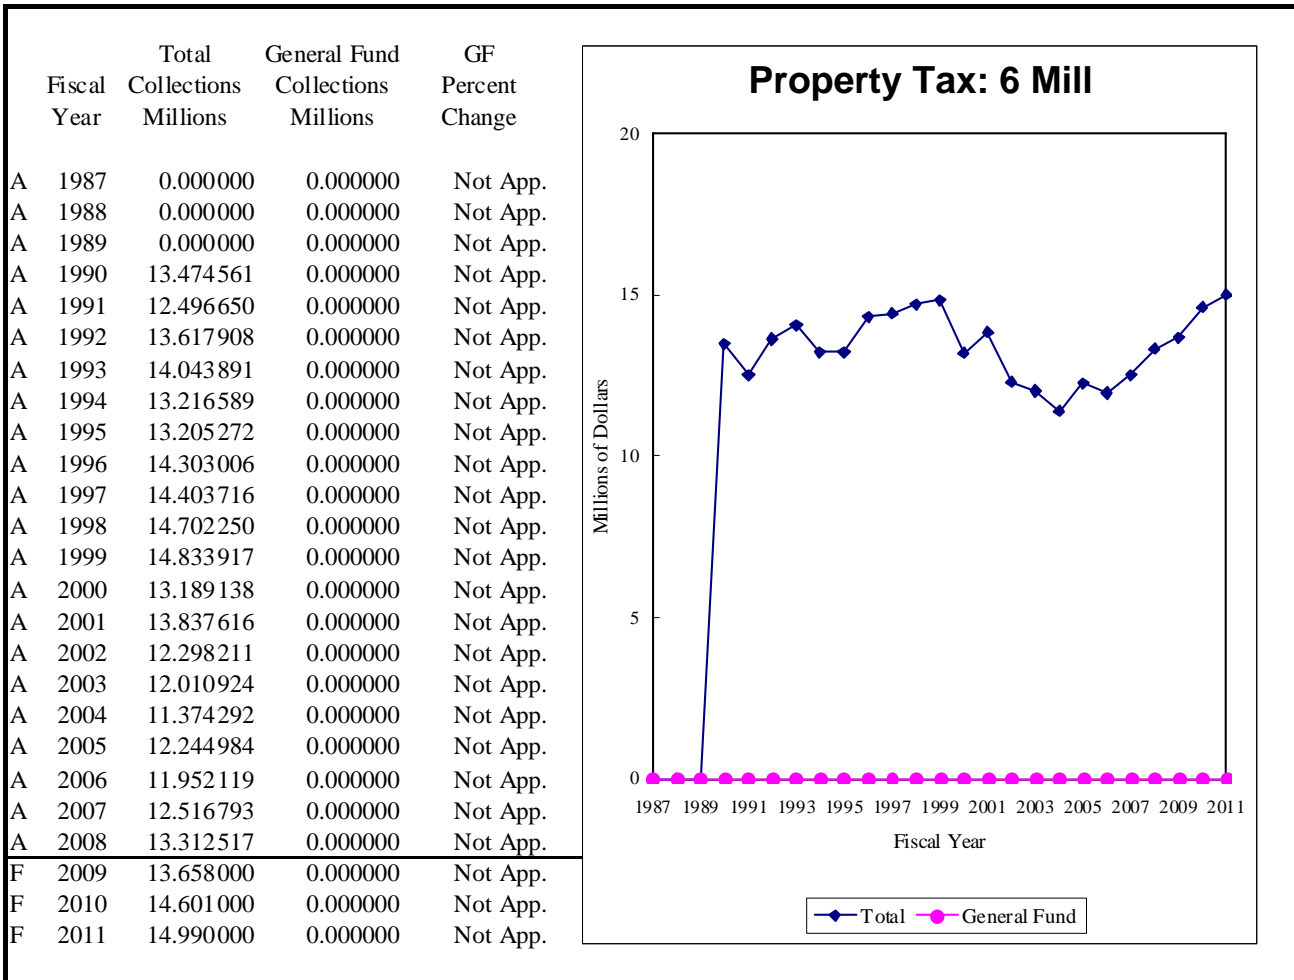 Total General Fund GF
Fiscal Collections Collections Percent
Year Millions Millions Change
A 1987 0.000000 0.000000 Not App.
A 1988 0.000000 0.000000 Not App.
A 1989 0.000000 0.000000 Not App.
A 1990 13.474561 0.000000 Not App.
A 1991 12.496650 0.000000 Not App.
A 1992 13.617908 0.000000 Not App.
A 1993 14.043891 0.000000 Not App.
A 1994 13.216589 0.000000 Not App.
A 1995 13.205272 0.000000 Not App.
A 1996 14.303006 0.000000 Not App.
A 1997 14.403716 0.000000 Not App.
A 1998 14.702250 0.000000 Not App.
A 1999 14.833917 0.000000 Not App.
A 2000 13.189138 0.000000 Not App.
A 2001 13.837616 0.000000 Not App.
A 2002 12.298211 0.000000 Not App.
A 2003 12.010924 0.000000 Not App.
A 2004 11.374292 0.000000 Not App.
A 2005 12.244984 0.000000 Not App.
A 2006 11.952119 0.000000 Not App.
A 2007 12.516793 0.000000 Not App.
A 2008 13.312517 0.000000 Not App.
F 2009 13.658000 0.000000 Not App.
F 2010 14.601000 0.000000 Not App.
F 2011 14.990000 0.000000 Not App.
Property Tax: 6 Mill
20
15
10
5
0
Millions of Dollars
1987 1989 1991 1993 1995 1997 1999 2001 2003 2005 2007 2009 2011
Fiscal Year
Total General Fund